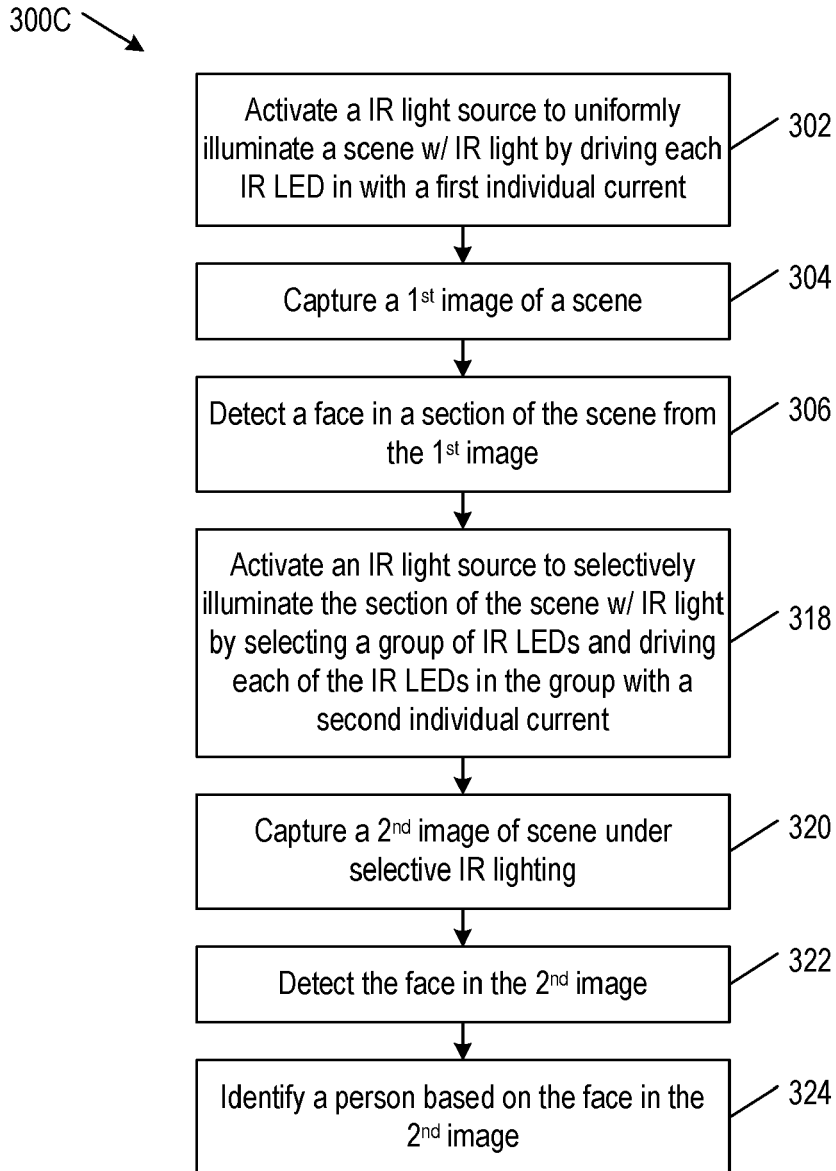 300C
Activate a IR light source to uniformly
illuminate a scene w/ IR light by driving each
IR LED in with a first individual current
302
Capture a 1st image of a scene
304
Detect a face in a section of the scene from
the 1st image
306
Activate an IR light source to selectively
illuminate the section of the scene w/ IR light
by selecting a group of IR LEDs and driving
each of the IR LEDs in the group with a
second individual current
318
Capture a 2nd image of scene under
selective IR lighting
320
Detect the face in the 2nd image
322
Identify a person based on the face in the
2nd image
324